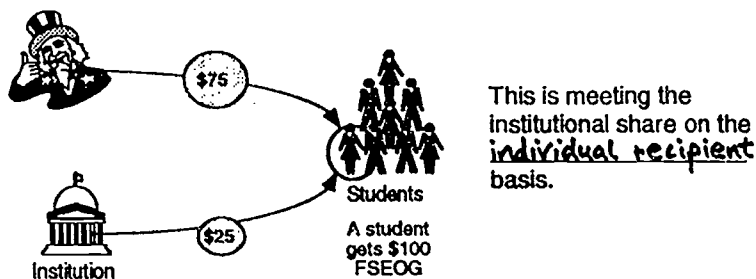 $75
This is meeting the
institutional share on the
individual recipient
basis.
Students
$25
A student
gets $100
FSEOG
Institution